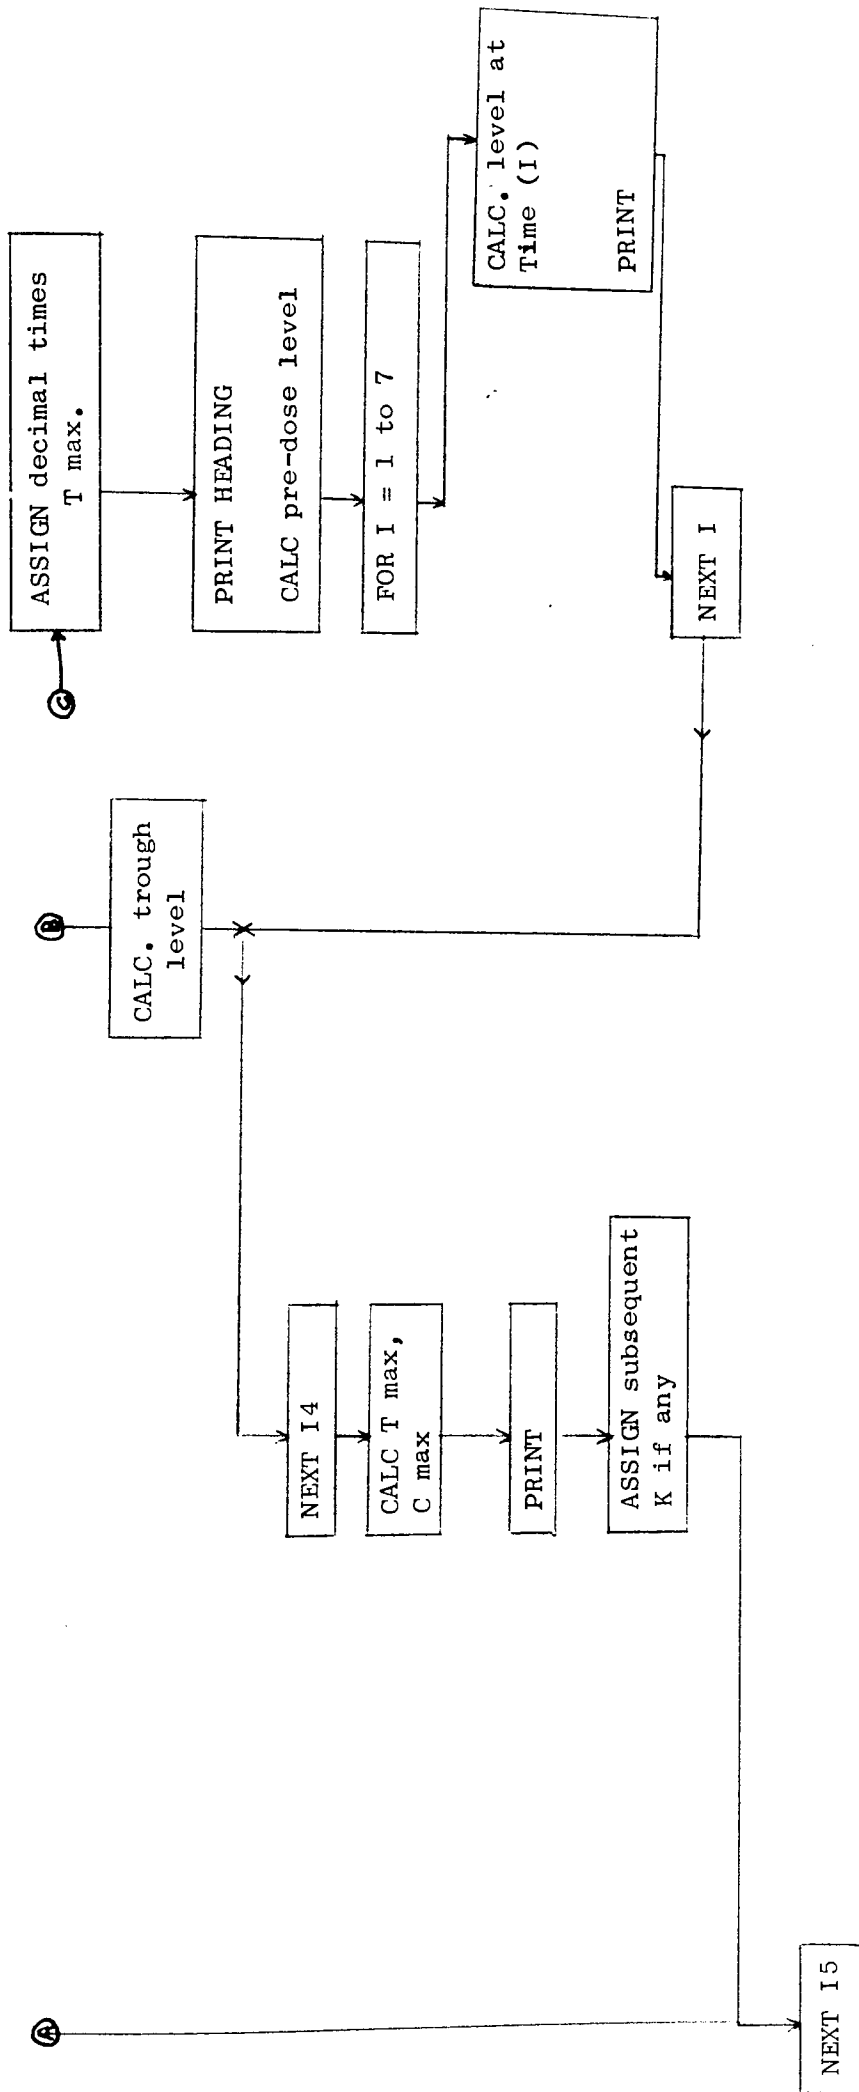 A
B
C
ASSIGN decimal times
T max.
PRINT HEADING
CALC pre-dose level
FOR I = 1 to 7
CALC. level at
Time (I)
PRINT
NEXT I
CALC. trough
level
NEXT I4
CALC T max,
C max
PRINT
ASSIGN subsequent
K if any
NEXT I5